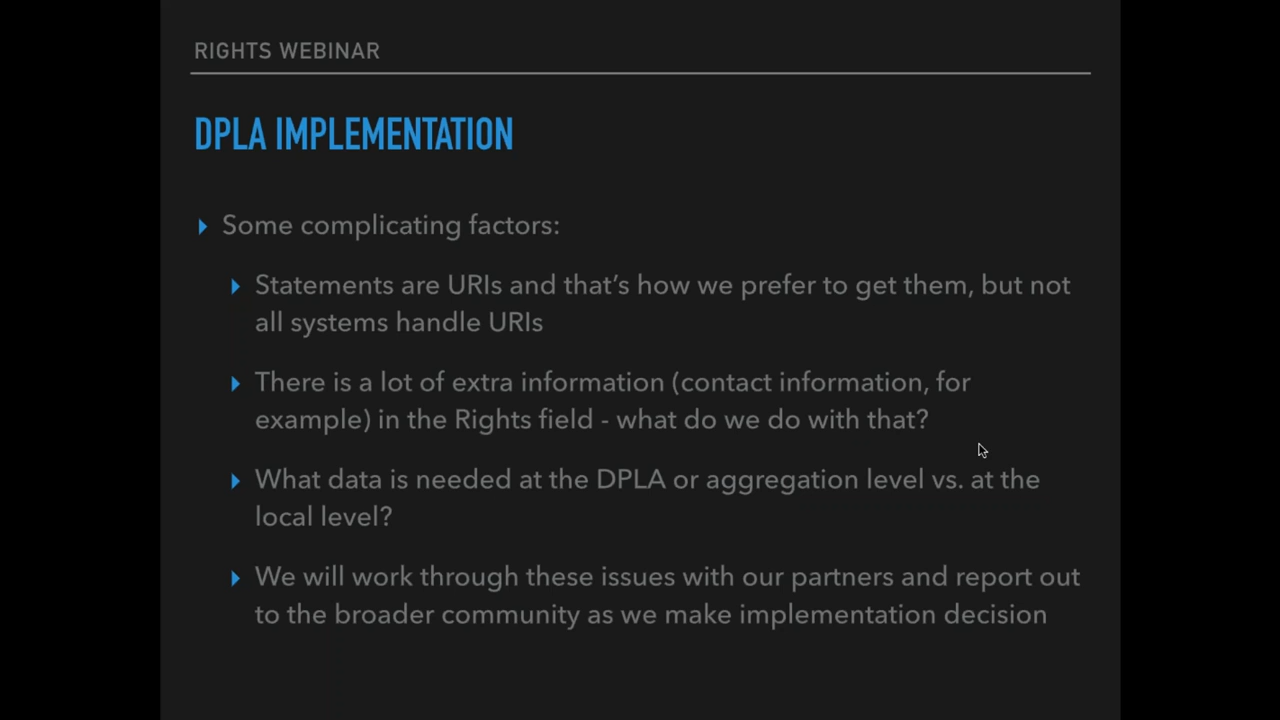 RIGHTS WEBINAR
DPLA IMPLEMENTATION
Some complicating factors:
Statements are URIs and that’s how we prefer to get them, but not
all systems handle URIs
There is a lot of extra information (contact information, for
example) in the Rights field - what do we do with that?
What data is needed at the DPLA or aggregation level vs. at the
local level?
We will work through these issues with our partners and report out
to the broader community as we make implementation decision